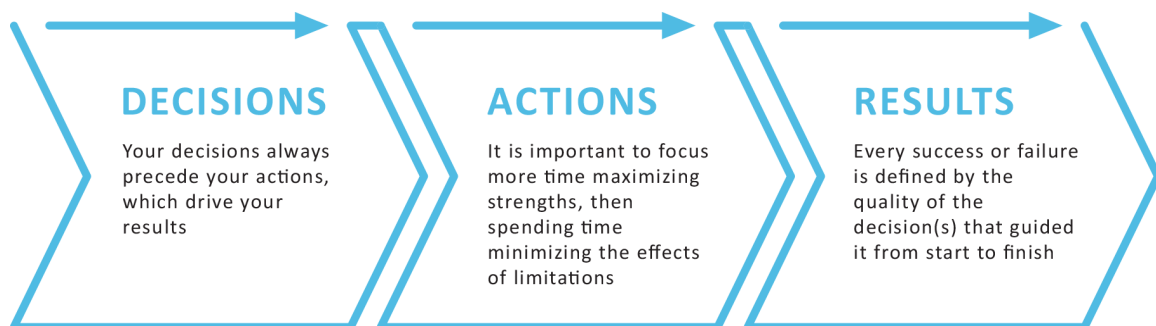 DECISIONS
Your decisions always
precede your actions,
which drive your
results
ACTIONS
It is important to focus
more time maximizing
strengths, then
spending time
minimizing the effects
of limitations
RESULTS
Every success or failure
is defined by the
quality of the
decision(s) that guided
it from start to finish